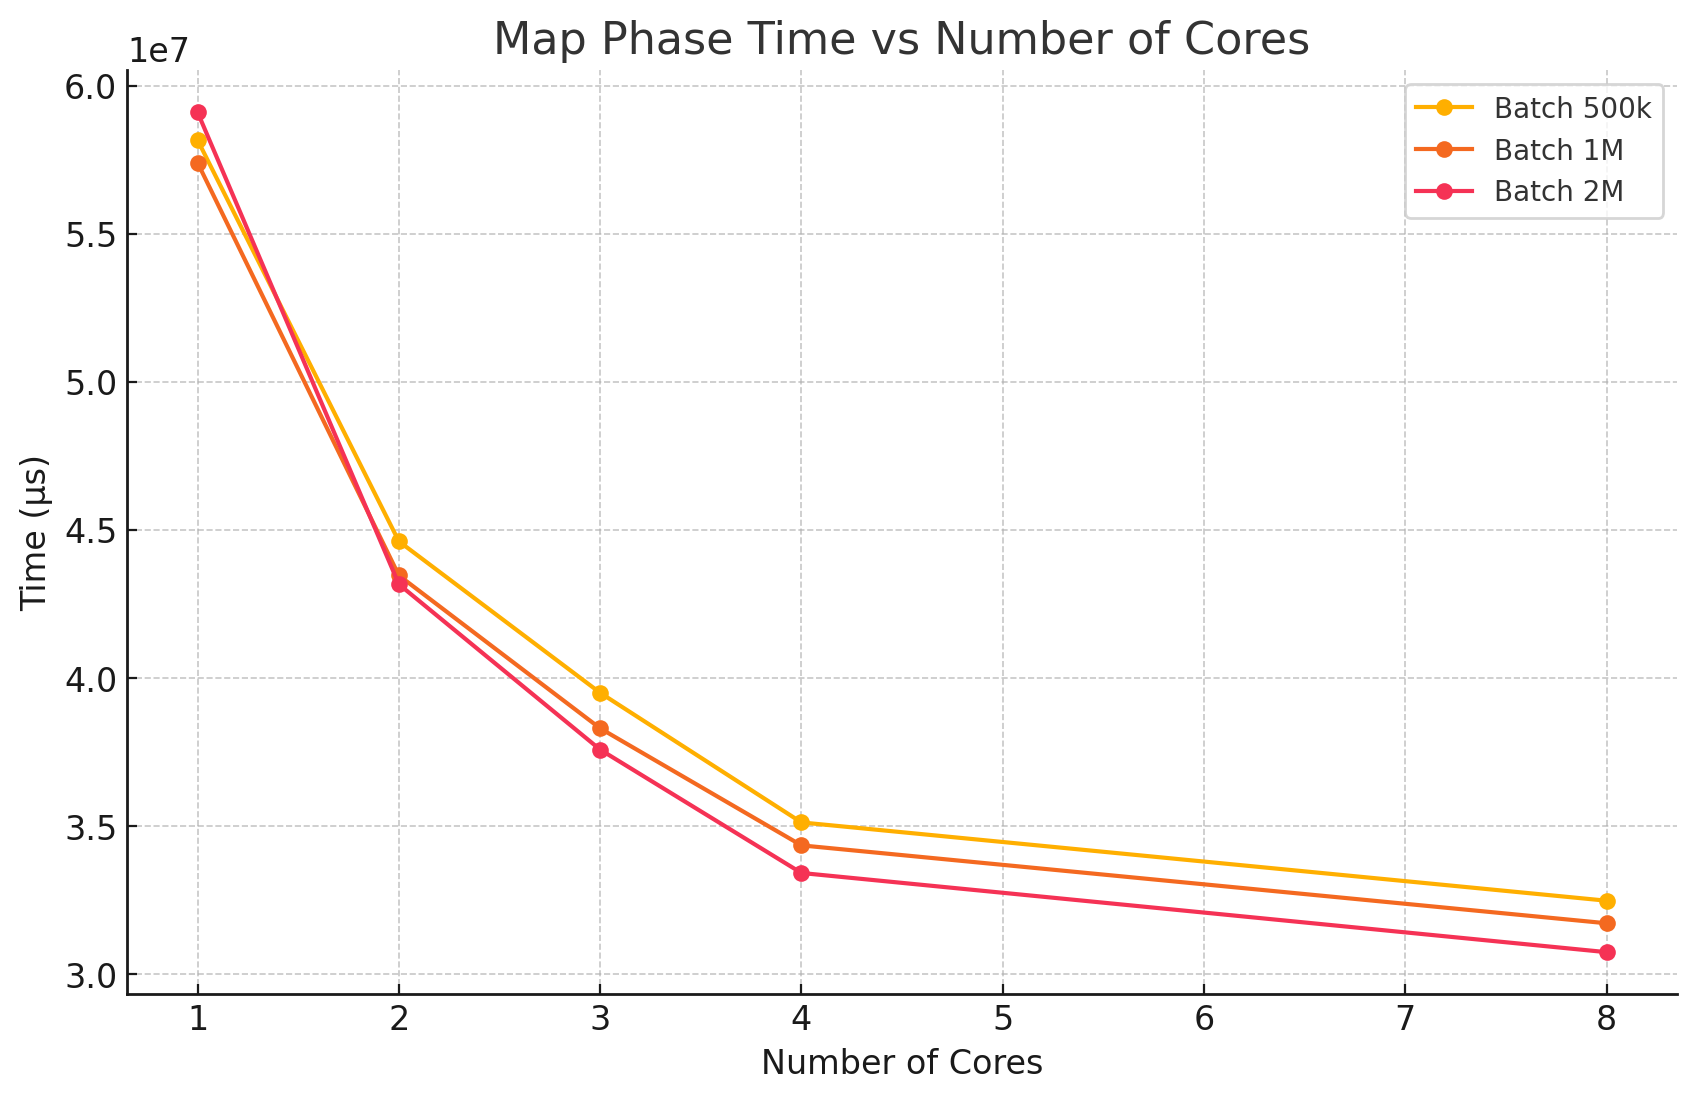 Map Phase Time vs Number of Cores
1e7
6.0
5.5
5.0
4.5
4.0
3.5
3.0
Time (μs)
1 2 3 4 5 6 7 8
Number of Cores
Batch 500k
Batch 1M
Batch 2M